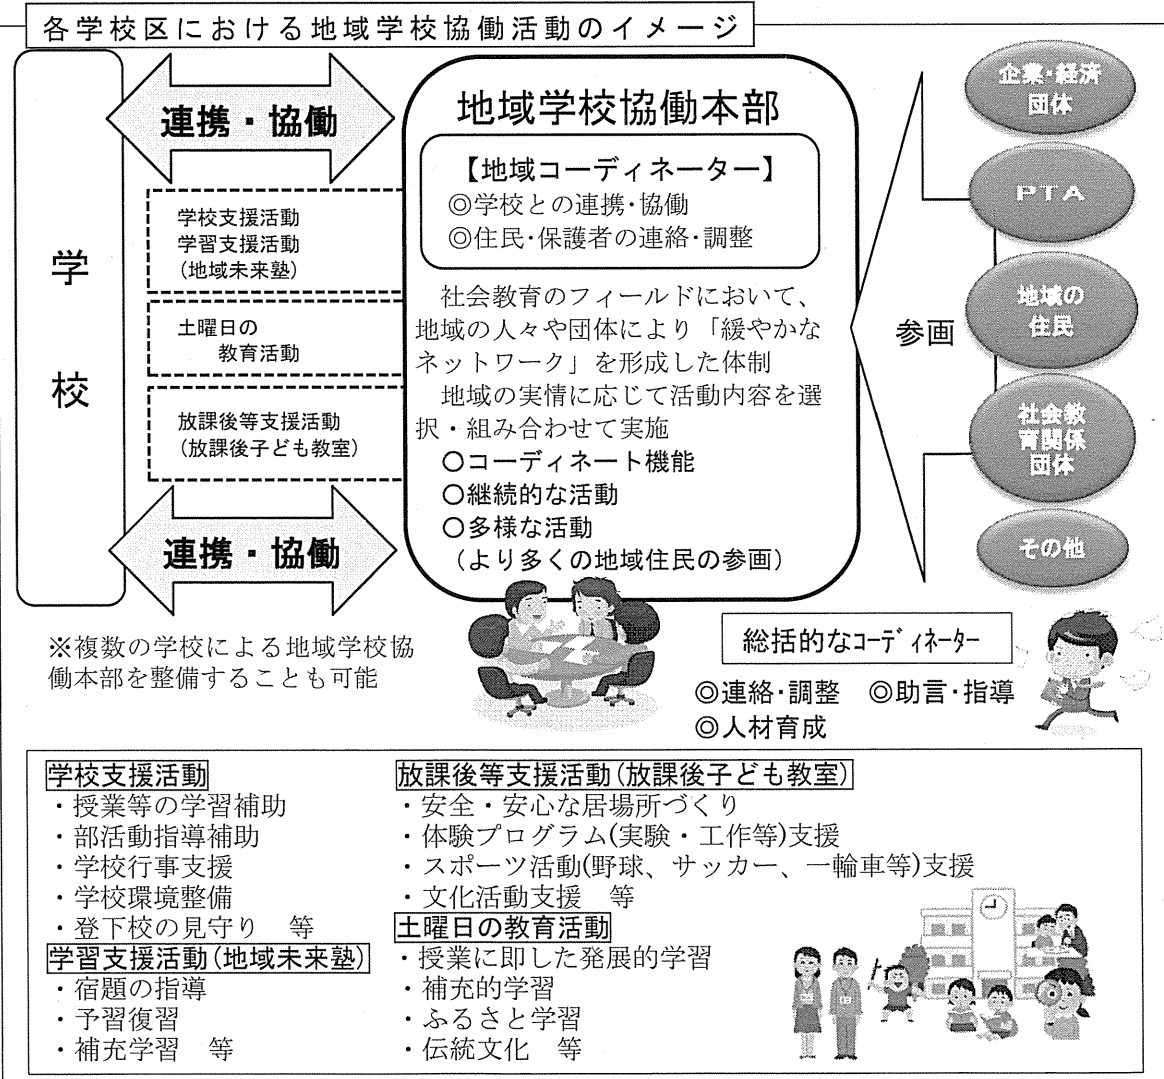 各学校区における地域学校協働活動のイメージ
学
校
連携・協働
学校支援活動
学習支援活動
(地域未来塾)
土曜日の
教育活動
放課後等支援活動
(放課後子ども教室)
連携・協働
※複数の学校による地域学校協
働本部を整備することも可能
地域学校協働本部
【地域コーディネーター】
◎学校との連携・協働
◎住民・保護者の連絡・調整
社会教育のフィールドにおいて、
地域の人々や団体により「緩やかな
ネットワーク」を形成した体制
地域の実情に応じて活動内容を選
択・組み合わせて実施
○コーディネート機能
○継続的な活動
○多様な活動
(より多くの地域住民の参画)
参画
企業・経済
団体
PTA
地域の
住民
社会教
育関係
団体
その他
総括的なコーディネーター
◎連絡・調整　◎助言・指導
◎人材育成
学校支援活動
・授業等の学習補助
・部活動指導補助
・学校行事支援
・学校環境整備
・登下校の見守り　等
学習支援活動(地域未来塾)
・宿題の指導
・予習復習
・補充学習　等
放課後等支援活動(放課後子ども教室)
・安全・安心な居場所づくり
・体験プログラム(実験・工作等)支援
・スポーツ活動(野球、サッカー、一輪車等)支援
・文化活動支援　等
土曜日の教育活動
・授業に即した発展的学習
・補充的学習
・ふるさと学習
・伝統文化　等